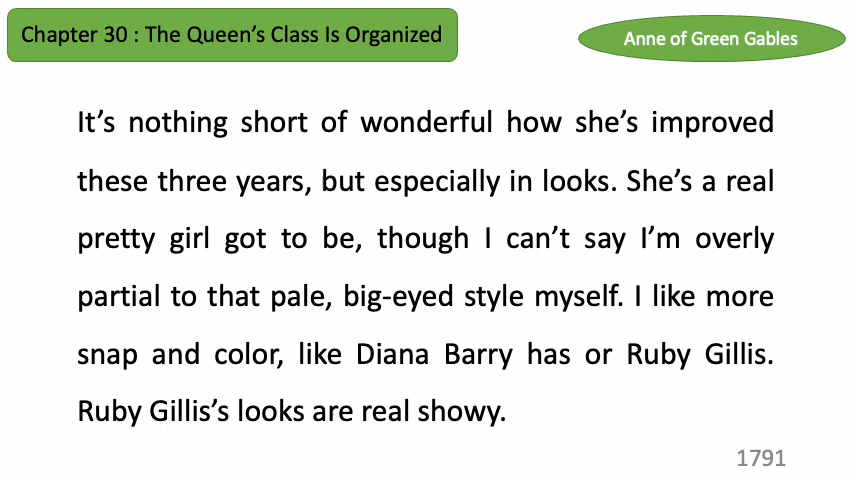 Chapter 30 : The Queen's Class Is Organized
Anne of Green Gables
It's nothing short of wonderful how she's improved
these three years, but especially in looks. She's a real
pretty girl got to be, though I can't say I'm overly
partial to that pale, big-eyed style myself. I like more
snap and color, like Diana Barry has or Ruby Gillis.
Ruby Gillis's looks are real showy.
1791